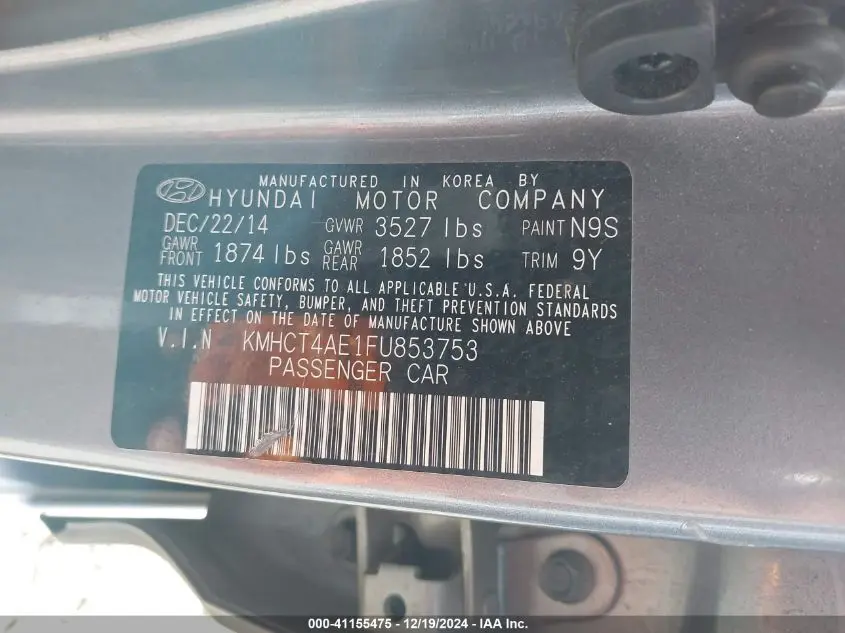 MANUFACTURED IN KOREA BY
HYUNDAI MOTOR COMPANY
DEC/22/14 GVWR 3527 lbs PAINT N9S
GAWR FRONT 1874 lbs GAWR REAR 1852 lbs TRIM 9Y
THIS VEHICLE CONFORMS TO ALL APPLICABLE U.S.A. FEDERAL
MOTOR VEHICLE SAFETY, BUMPER, AND THEFT PREVENTION STANDARDS
IN EFFECT ON THE DATE OF MANUFACTURE SHOWN ABOVE
V.I.N KMHCT4AE1FU853753
PASSENGER CAR
000-41155475 - 12/19/2024 - IAA Inc.